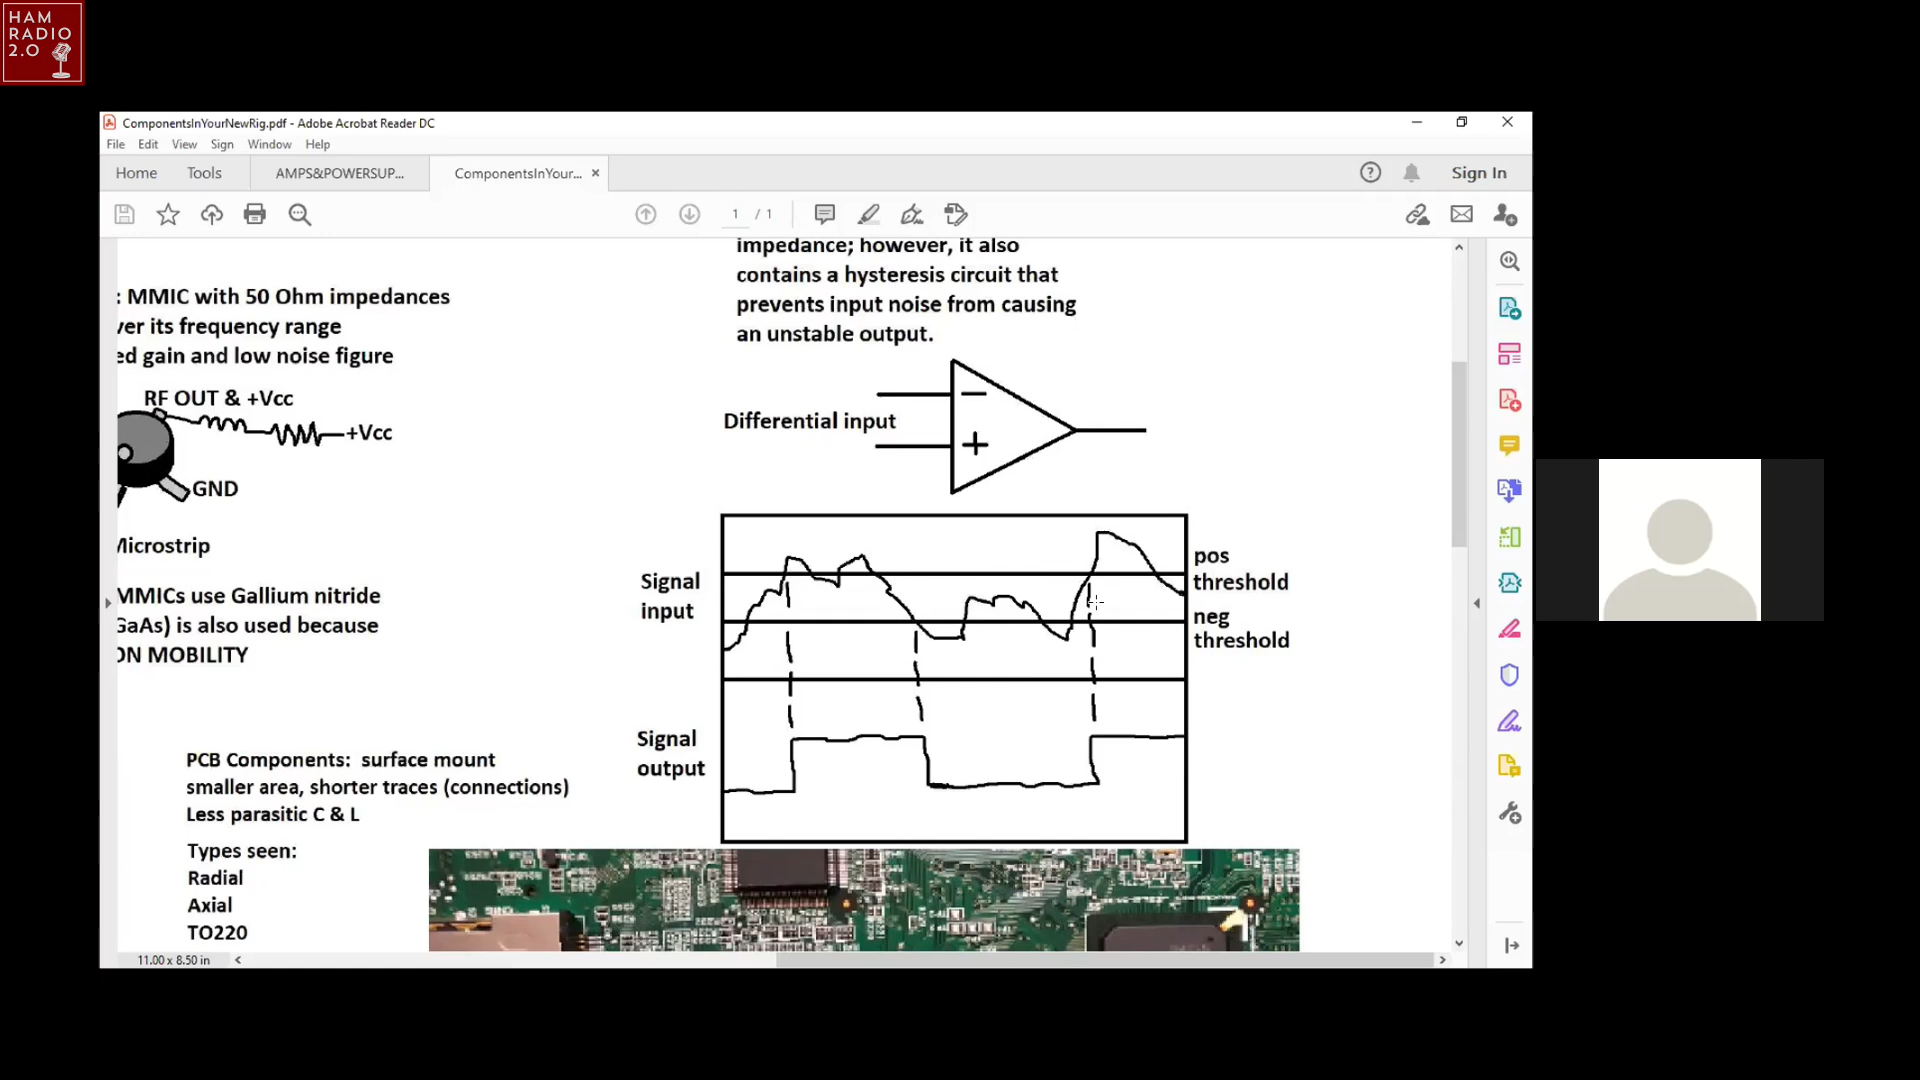 HAM
RADIO
2.0
ComponentsInYourNewRig.pdf - Adobe Acrobat Reader DC
File Edit View Sign Window Help
Home Tools AMPS&POWERSUP... ComponentsInYour... ×
Sign In
1 / 1
: MMIC with 50 Ohm impedances
ver its frequency range
ed gain and low noise figure
RF OUT & +Vcc
+Vcc
GND
Microstrip
MMICs use Gallium nitride
GaAs) is also used because
ON MOBILITY
impedance; however, it also
contains a hysteresis circuit that
prevents input noise from causing
an unstable output.
Differential input
−
+
Signal
input
pos
threshold
neg
threshold
Signal
output
PCB Components: surface mount
smaller area, shorter traces (connections)
Less parasitic C & L
Types seen:
Radial
Axial
TO220
11.00 x 8.50 in